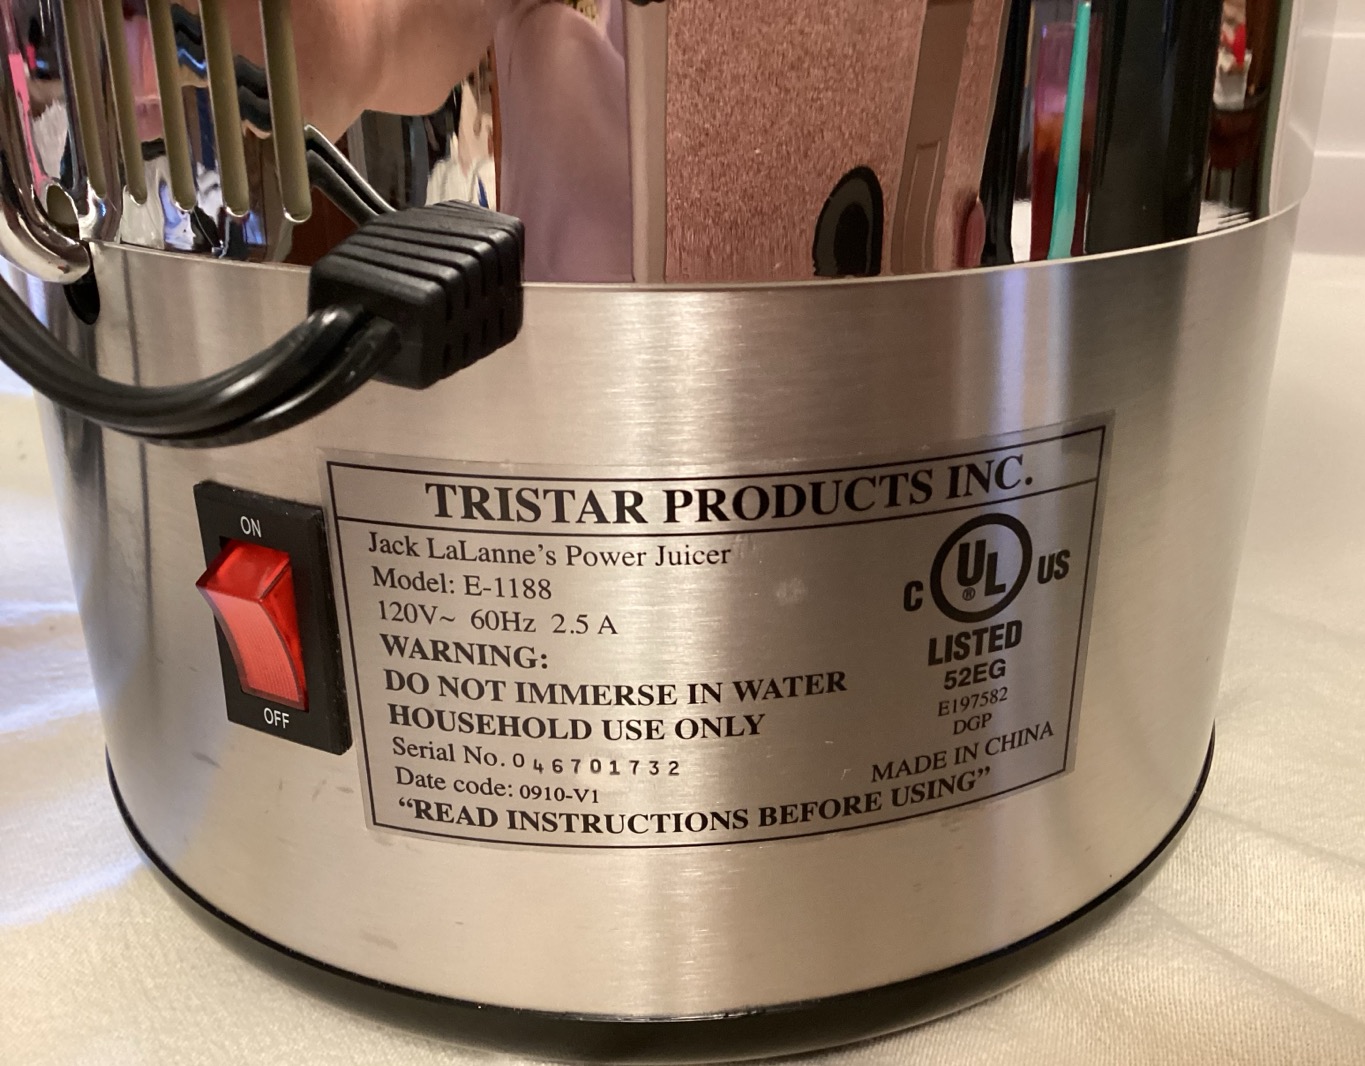 ON
OFF
TRISTAR PRODUCTS INC.
Jack LaLanne's Power Juicer
Model: E-1188
120V~ 60Hz 2.5 A
WARNING:
DO NOT IMMERSE IN WATER
HOUSEHOLD USE ONLY
Serial No. 046701732
Date code: 0910-V1
"READ INSTRUCTIONS BEFORE USING"
C UL® US
LISTED
52EG
E197582
DGP
MADE IN CHINA